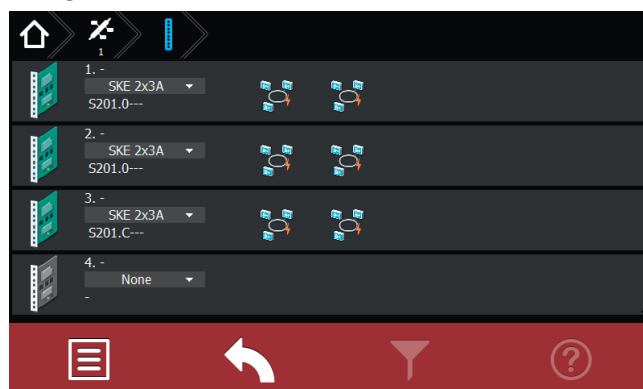 1
1. -
SKE 2x3A
S201.0---
2. -
SKE 2x3A
S201.0---
3. -
SKE 2x3A
S201.C---
4. -
None
-
?